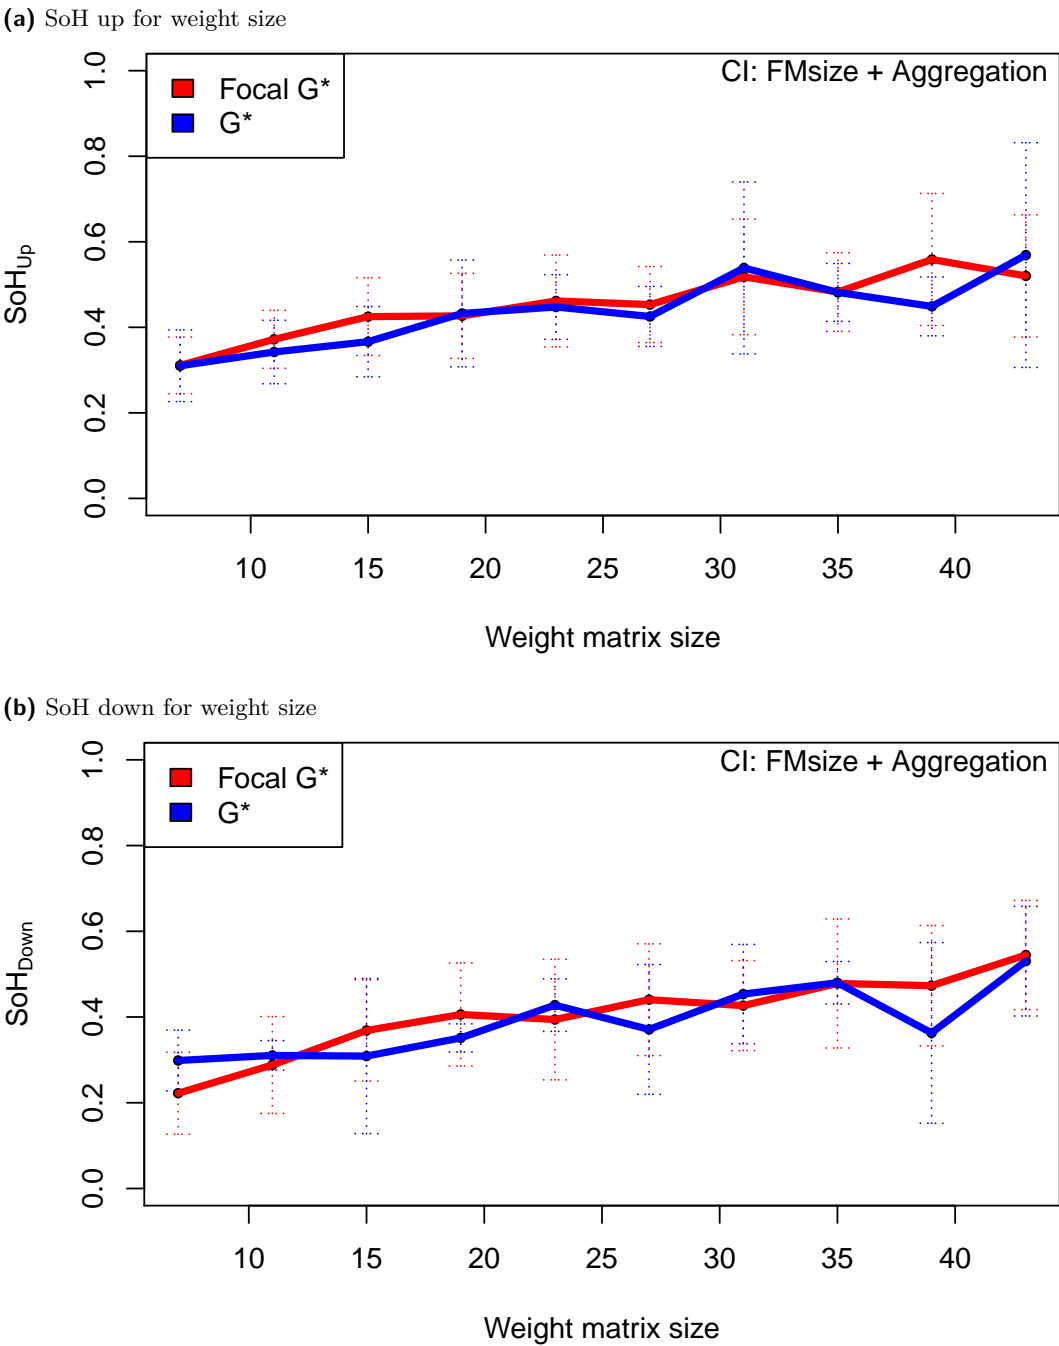 (a) SoH up for weight size
CI: FMsize + Aggregation
Focal G*
G*
1.0
0.8
0.6
0.4
0.2
0.0
SoH_Up
10 15 20 25 30 35 40
Weight matrix size
(b) SoH down for weight size
CI: FMsize + Aggregation
Focal G*
G*
1.0
0.8
0.6
0.4
0.2
0.0
SoH_Down
10 15 20 25 30 35 40
Weight matrix size